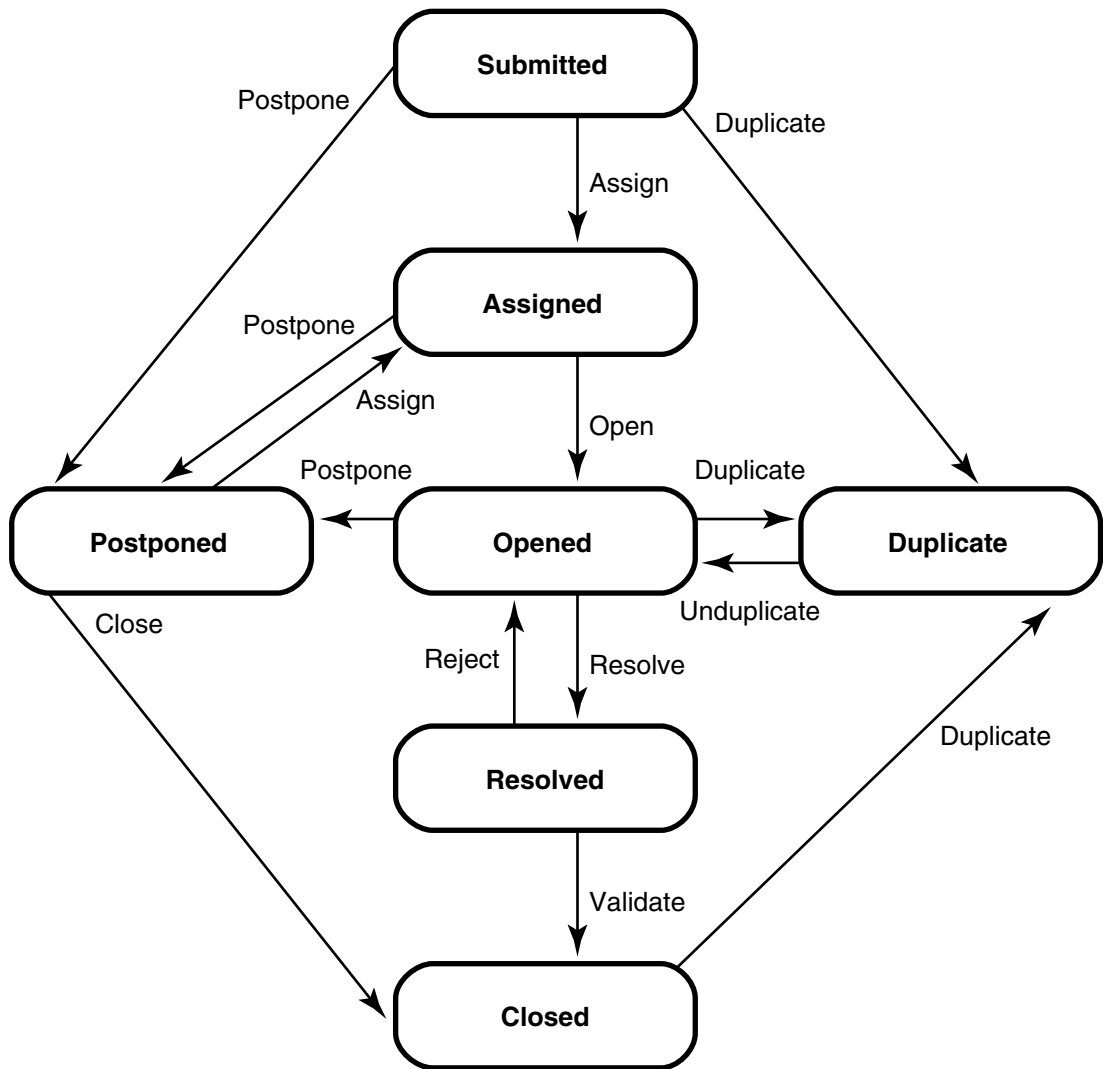 Submitted
Postpone
Duplicate
Assign
Assigned
Postpone
Assign
Open
Postpone
Duplicate
Postponed
Opened
Duplicate
Close
Unduplicate
Reject
Resolve
Duplicate
Resolved
Validate
Closed